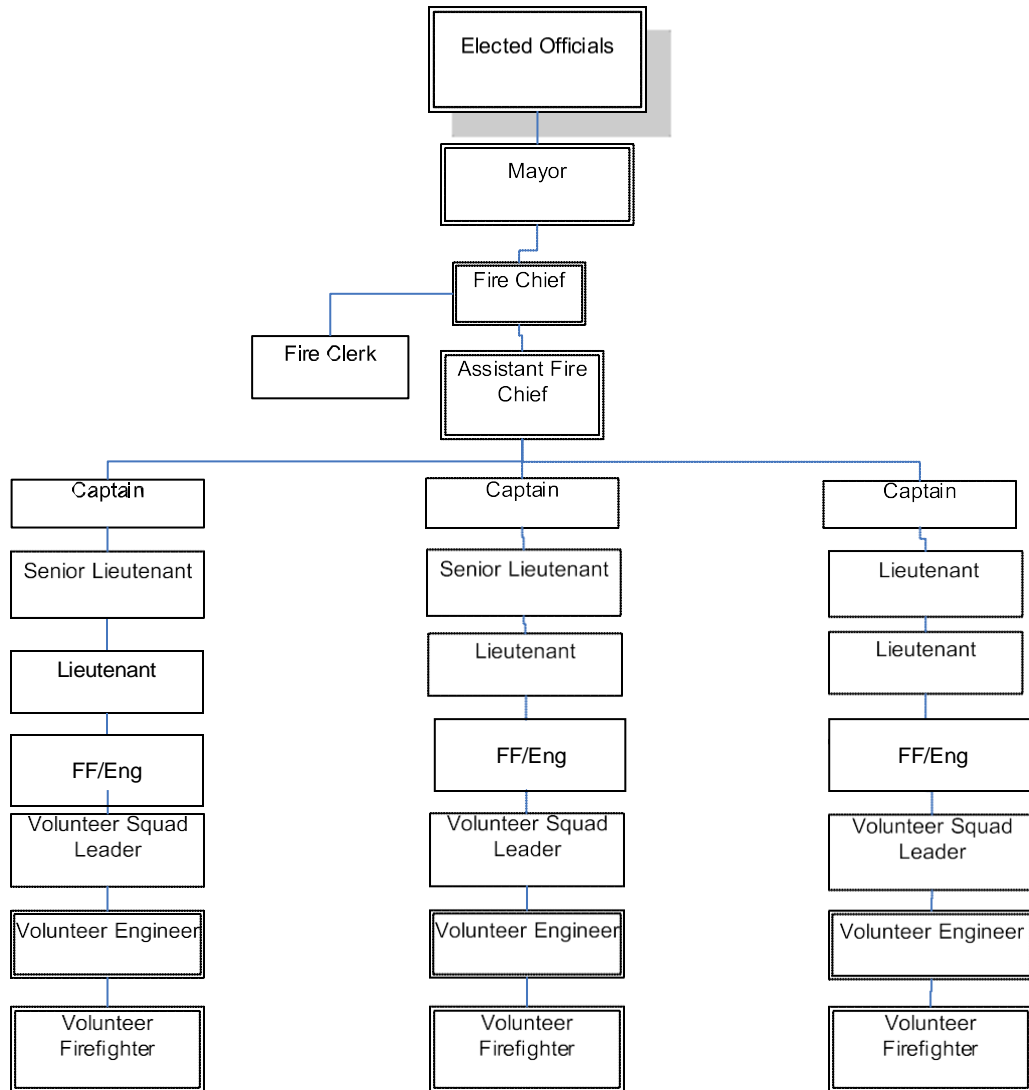 Elected Officials
Mayor
Fire Chief
Fire Clerk
Assistant Fire
Chief
Captain
Senior Lieutenant
Lieutenant
FF/Eng
Volunteer Squad
Leader
Volunteer Engineer
Volunteer
Firefighter
Captain
Senior Lieutenant
Lieutenant
FF/Eng
Volunteer Squad
Leader
Volunteer Engineer
Volunteer
Firefighter
Captain
Lieutenant
Lieutenant
FF/Eng
Volunteer Squad
Leader
Volunteer Engineer
Volunteer
Firefighter